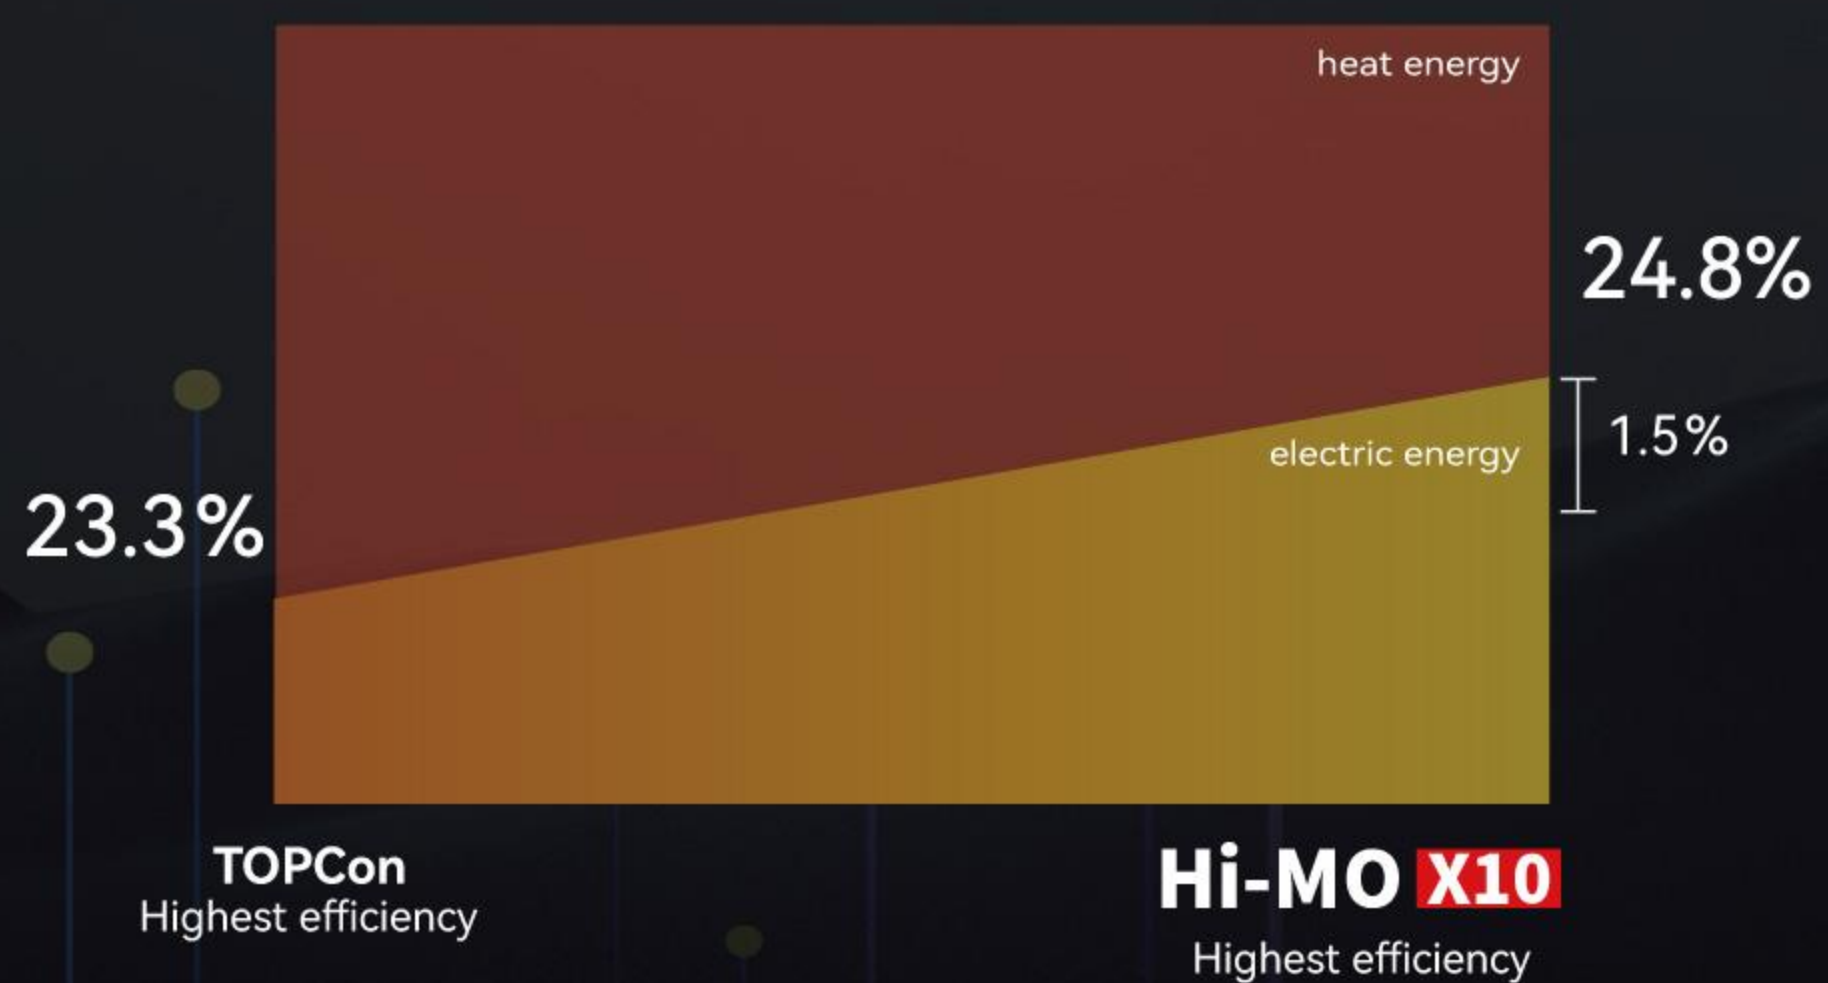 heat energy
24.8%
electric energy
1.5%
23.3%
TOPCon
Highest efficiency
Hi-MO X10
Highest efficiency